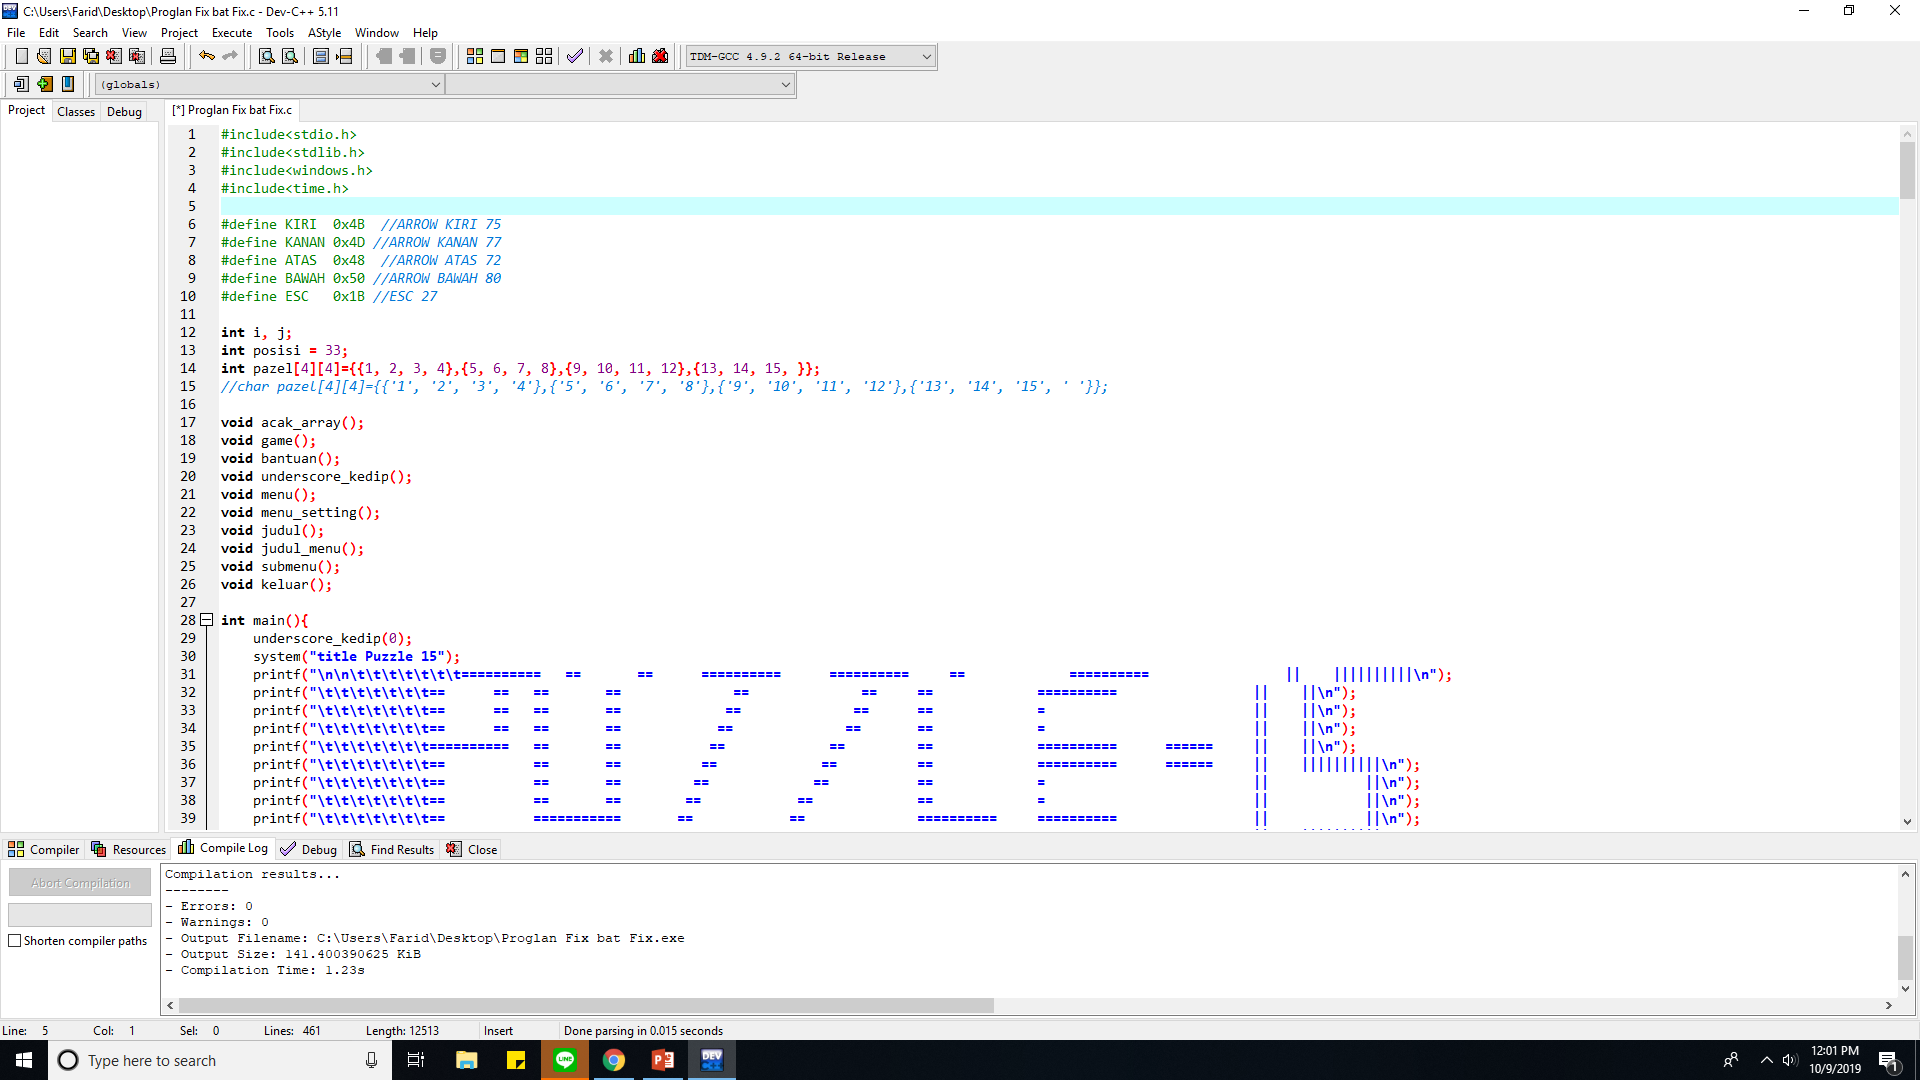 C:\Users\Farid\Desktop\Proglan Fix bat Fix.c - Dev-C++ 5.11
File Edit Search View Project Execute Tools AStyle Window Help
TDM-GCC 4.9.2 64-bit Release
(globals)
Project Classes Debug
[*] Proglan Fix bat Fix.c
1 #include<stdio.h>
2 #include<stdlib.h>
3 #include<windows.h>
4 #include<time.h>
5
6 #define KIRI  0x4B  //ARROW KIRI 75
7 #define KANAN 0x4D //ARROW KANAN 77
8 #define ATAS  0x48  //ARROW ATAS 72
9 #define BAWAH 0x50 //ARROW BAWAH 80
10 #define ESC   0x1B //ESC 27
11
12 int i, j;
13 int posisi = 33;
14 int pazel[4][4]={{1, 2, 3, 4},{5, 6, 7, 8},{9, 10, 11, 12},{13, 14, 15, }};
15 //char pazel[4][4]={{'1', '2', '3', '4'},{'5', '6', '7', '8'},{'9', '10', '11', '12'},{'13', '14', '15', ' '}};
16
17 void acak_array();
18 void game();
19 void bantuan();
20 void underscore_kedip();
21 void menu();
22 void menu_setting();
23 void judul();
24 void judul_menu();
25 void submenu();
26 void keluar();
27
28 int main(){
29     underscore_kedip(0);
30     system("title Puzzle 15");
31     printf("\n\n\t\t\t\t\t\t\t==========   ==       ==      ==========      ==========     ==             ==========                 ||    ||||||||||\n");
32     printf("\t\t\t\t\t\t\t==      ==   ==       ==              ==              ==     ==             ==========                 ||    ||\n");
33     printf("\t\t\t\t\t\t\t==      ==   ==       ==             ==              ==      ==             =                          ||    ||\n");
34     printf("\t\t\t\t\t\t\t==      ==   ==       ==            ==              ==       ==             =                          ||    ||\n");
35     printf("\t\t\t\t\t\t\t==========   ==       ==           ==             ==         ==             ==========      ======     ||    ||\n");
36     printf("\t\t\t\t\t\t\t==           ==       ==          ==             ==          ==             ==========      ======     ||    ||||||||||\n");
37     printf("\t\t\t\t\t\t\t==           ==       ==         ==             ==           ==             =                          ||            ||\n");
38     printf("\t\t\t\t\t\t\t==           ==       ==        ==            ==             ==             =                          ||            ||\n");
39     printf("\t\t\t\t\t\t\t==           ===========       ==            ==              ==========     ==========                 ||            ||\n");
Compiler Resources Compile Log Debug Find Results Close
Abort Compilation
Shorten compiler paths
Compilation results...
--------
- Errors: 0
- Warnings: 0
- Output Filename: C:\Users\Farid\Desktop\Proglan Fix bat Fix.exe
- Output Size: 141.400390625 KiB
- Compilation Time: 1.23s
Line: 5 Col: 1 Sel: 0 Lines: 461 Length: 12513 Insert Done parsing in 0.015 seconds
Type here to search
LINE
DEV
12:01 PM
10/9/2019
1